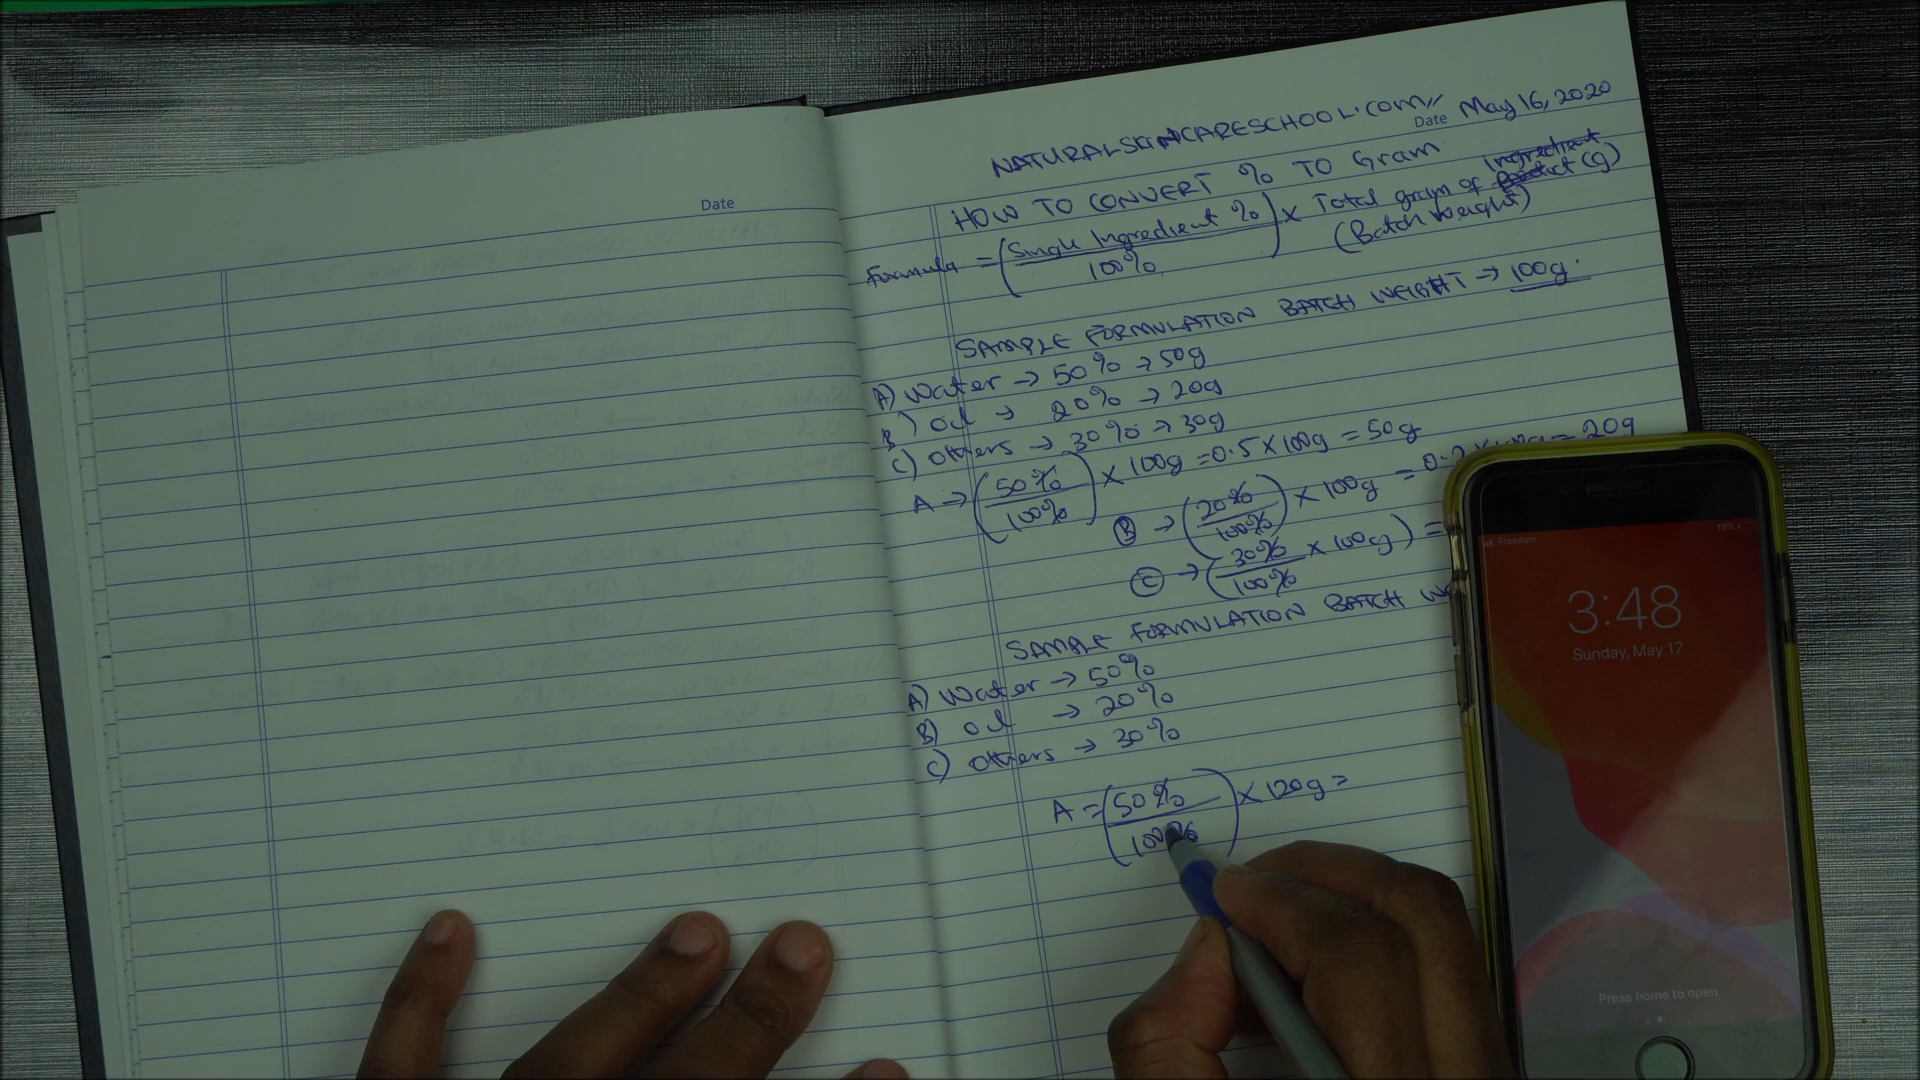 Date
NATURALSKINCARESCHOOL.COM//
Date May 16, 2020
HOW TO CONVERT % TO Gram
Formula = (Single Ingredient % / 100%) × Total gram of Ingredient (g)
(Batch weight)
SAMPLE FORMULATION BATCH WEIGHT → 100g.
A) Water → 50% → 50g
B) Oil → 20% → 20g
C) Others → 30% → 30g
A → (50% / 100%) × 100g = 0.5 × 100g = 50g
B → (20% / 100%) × 100g = 0.2 × 100g = 20g
C → (30% / 100% × 100g) =
SAMPLE FORMULATION BATCH
A) Water → 50%
B) Oil → 20%
C) Others → 30%
A = (50% / 100%) × 120g =
Freedom
19%
3:48
Sunday, May 17
Press home to open